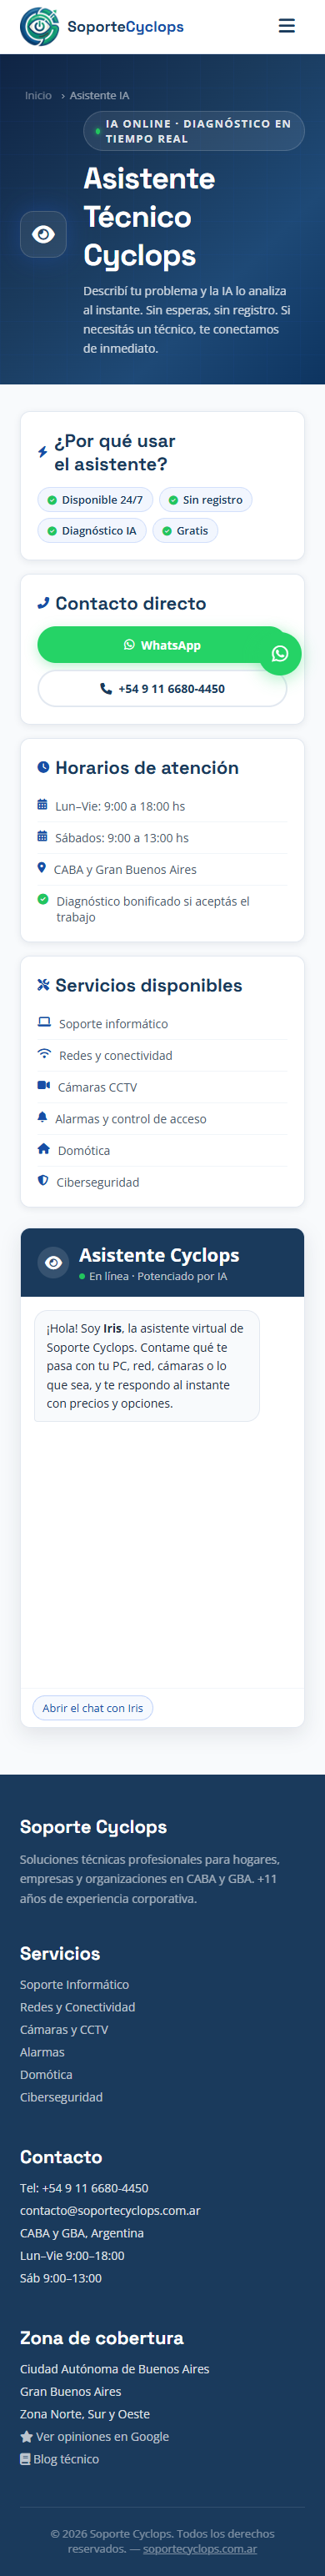 SoporteCyclops
Inicio › Asistente IA
IA ONLINE · DIAGNÓSTICO EN
TIEMPO REAL
Asistente
Técnico
Cyclops
Describí tu problema y la IA lo analiza
al instante. Sin esperas, sin registro. Si
necesitás un técnico, te conectamos
de inmediato.
¿Por qué usar
el asistente?
Disponible 24/7
Sin registro
Diagnóstico IA
Gratis
Contacto directo
WhatsApp
+54 9 11 6680-4450
Horarios de atención
Lun–Vie: 9:00 a 18:00 hs
Sábados: 9:00 a 13:00 hs
CABA y Gran Buenos Aires
Diagnóstico bonificado si aceptás el
trabajo
Servicios disponibles
Soporte informático
Redes y conectividad
Cámaras CCTV
Alarmas y control de acceso
Domótica
Ciberseguridad
Asistente Cyclops
En línea · Potenciado por IA
¡Hola! Soy Iris, la asistente virtual de
Soporte Cyclops. Contame qué te
pasa con tu PC, red, cámaras o lo
que sea, y te respondo al instante
con precios y opciones.
Abrir el chat con Iris
Soporte Cyclops
Soluciones técnicas profesionales para hogares,
empresas y organizaciones en CABA y GBA. +11
años de experiencia corporativa.
Servicios
Soporte Informático
Redes y Conectividad
Cámaras y CCTV
Alarmas
Domótica
Ciberseguridad
Contacto
Tel: +54 9 11 6680-4450
contacto@soportecyclops.com.ar
CABA y GBA, Argentina
Lun–Vie 9:00–18:00
Sáb 9:00–13:00
Zona de cobertura
Ciudad Autónoma de Buenos Aires
Gran Buenos Aires
Zona Norte, Sur y Oeste
Ver opiniones en Google
Blog técnico
© 2026 Soporte Cyclops. Todos los derechos
reservados. — soportecyclops.com.ar